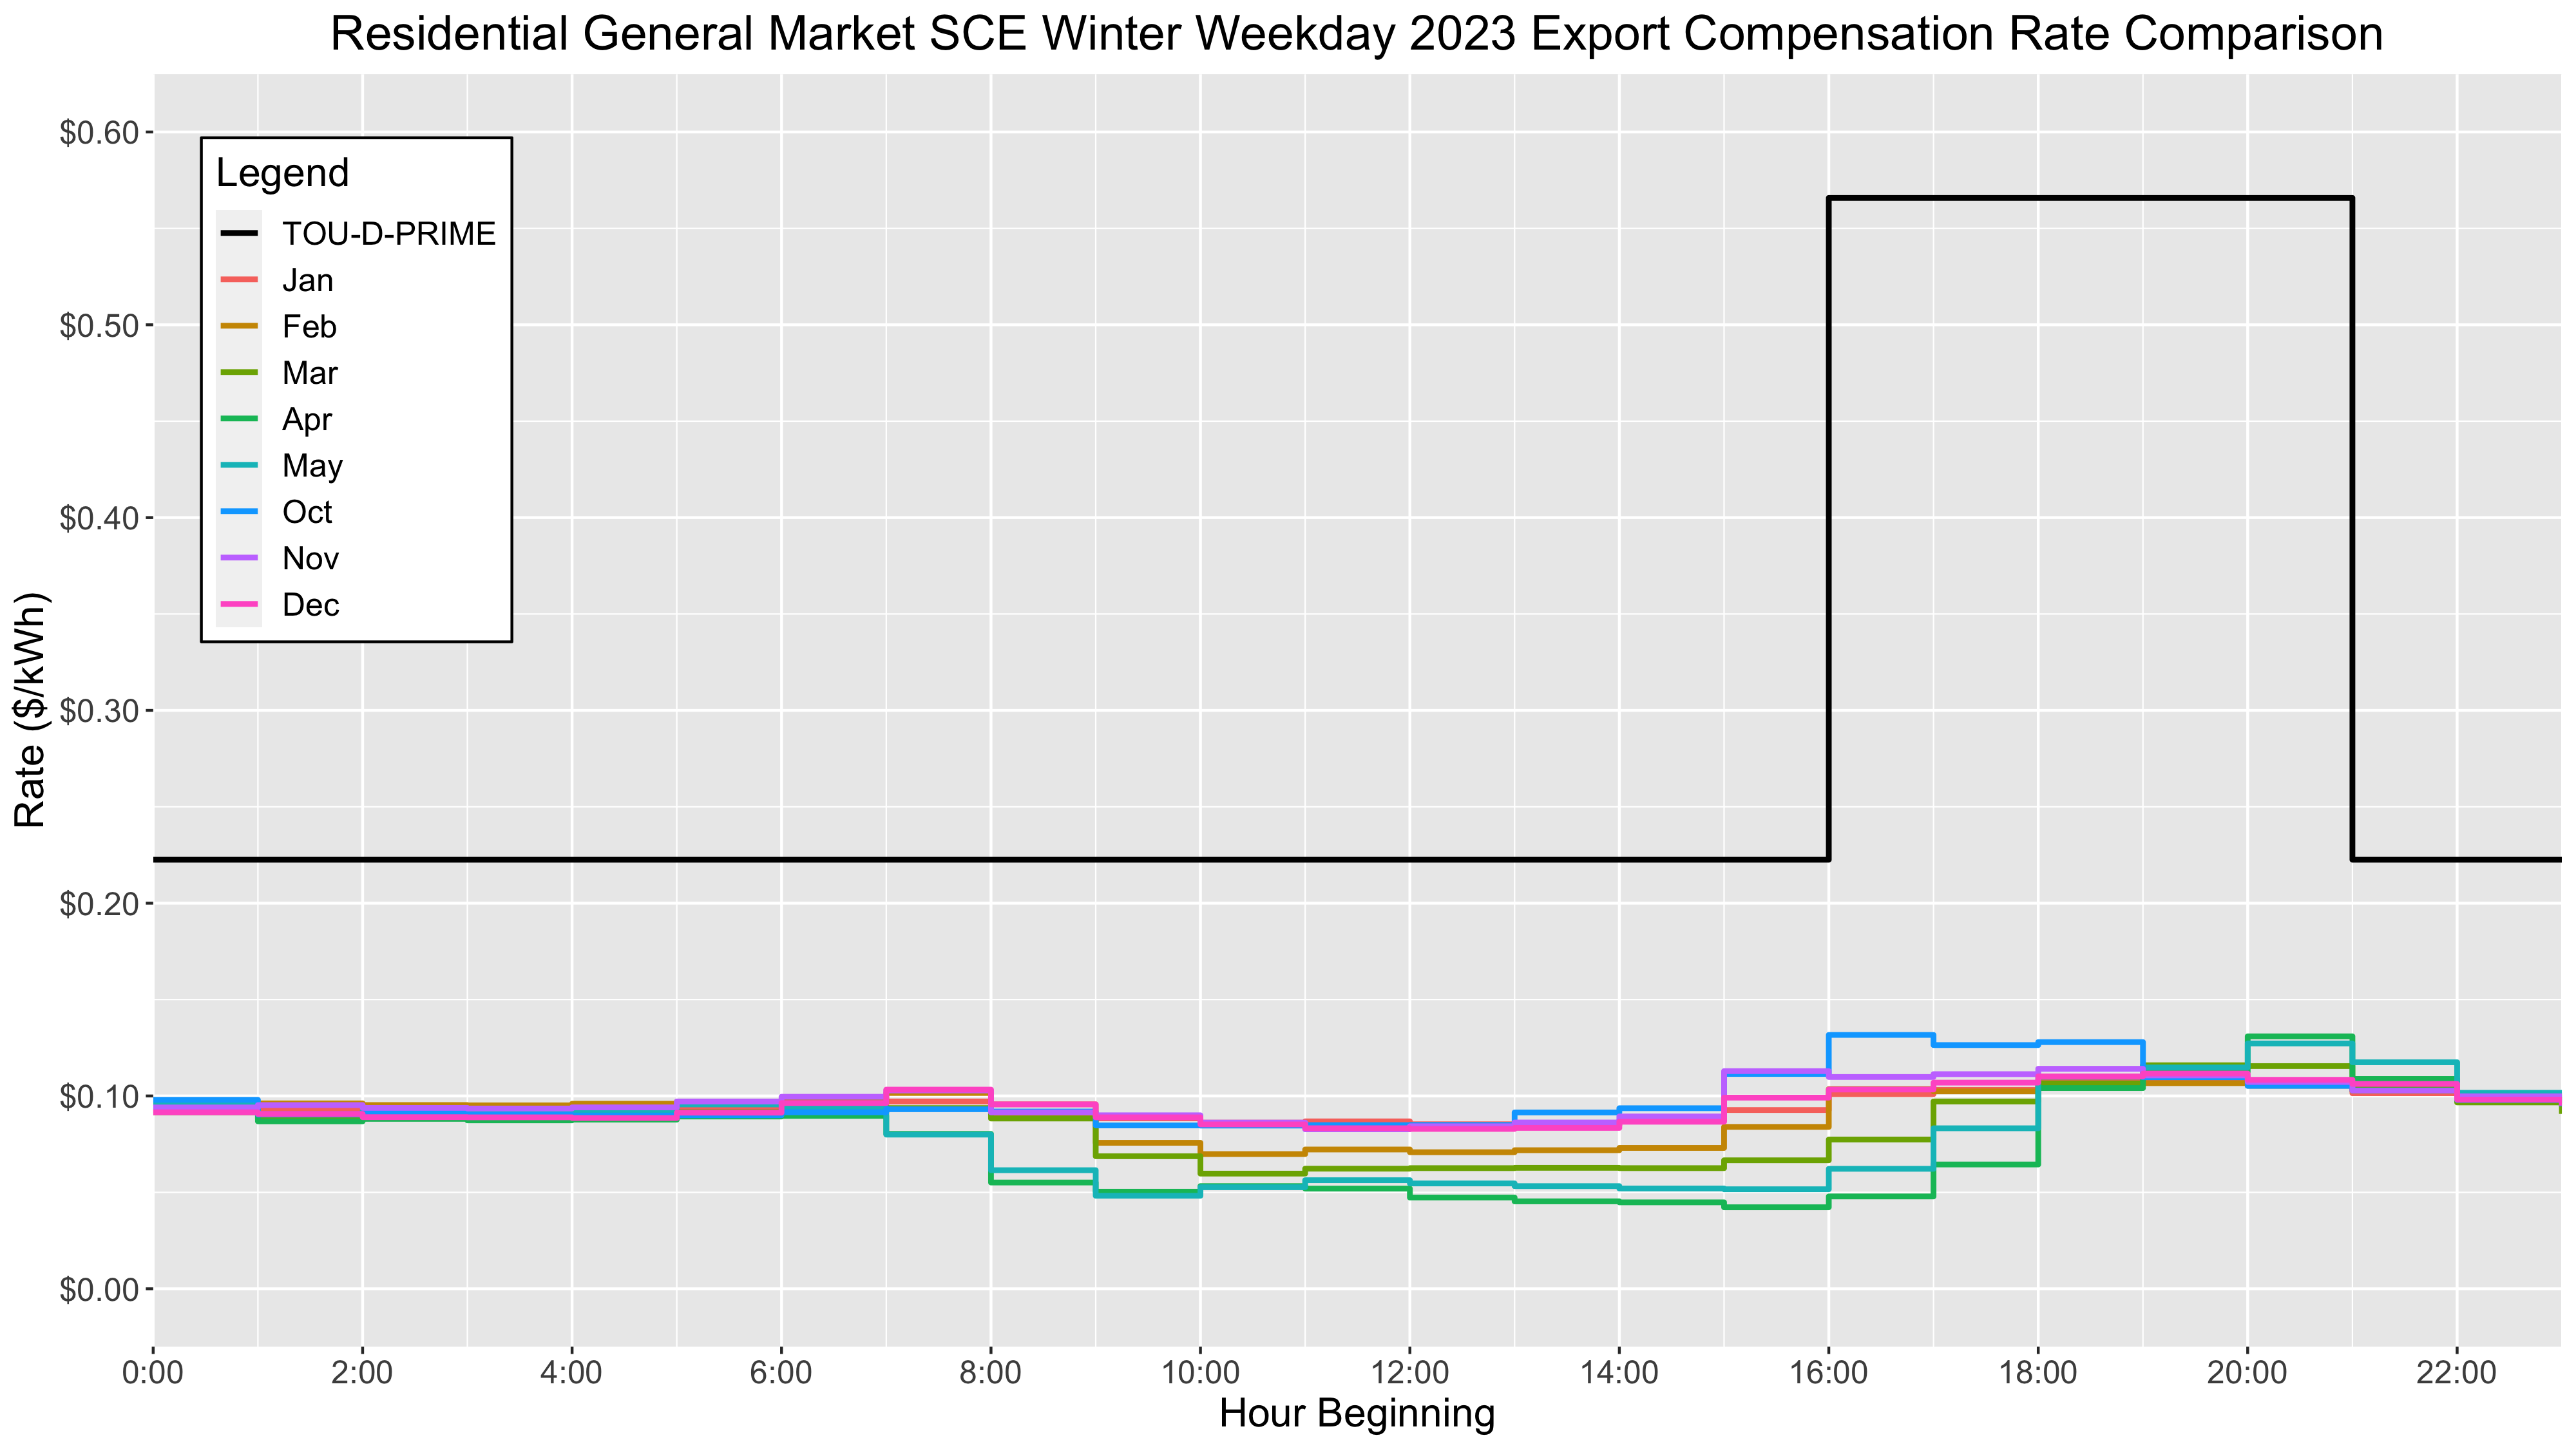 Residential General Market SCE Winter Weekday 2023 Export Compensation Rate Comparison
Legend
TOU-D-PRIME
Jan
Feb
Mar
Apr
May
Oct
Nov
Dec
Rate ($/kWh)
$0.60
$0.50
$0.40
$0.30
$0.20
$0.10
$0.00
0:00 2:00 4:00 6:00 8:00 10:00 12:00 14:00 16:00 18:00 20:00 22:00
Hour Beginning